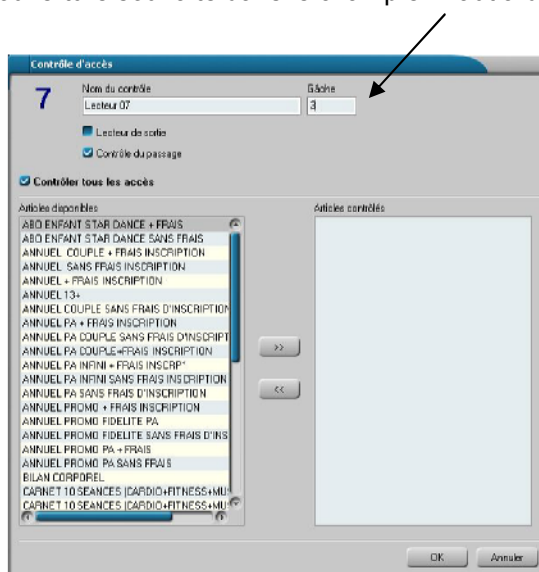 Contrôle d'accès
7
Nom du contrôle
Gâche
Lecteur 07
3
Lecteur de sortie
Contrôle du passage
Contrôler tous les accès
Articles disponibles
Articles contrôlés
ABO ENFANT STAR DANCE + FRAIS
ABO ENFANT STAR DANCE SANS FRAIS
ANNUEL COUPLE + FRAIS INSCRIPTION
ANNUEL SANS FRAIS INSCRIPTION
ANNUEL + FRAIS INSCRIPTION
ANNUEL 13+
ANNUEL COUPLE SANS FRAIS D'INSCRIPTION
ANNUEL PA + FRAIS INSCRIPTION
ANNUEL PA COUPLE SANS FRAIS D'INSCRIPT
ANNUEL PA COUPLE+FRAIS INSCRIPTION
ANNUEL PA INFINI + FRAIS INSCRIP°
ANNUEL PA INFINI SANS FRAIS INSCRIPTION
ANNUEL PA SANS FRAIS D'INSCRIPTION
ANNUEL PROMO + FRAIS INSCRIPTION
ANNUEL PROMO FIDELITE PA
ANNUEL PROMO FIDELITE SANS FRAIS D'INS
ANNUEL PROMO PA + FRAIS
ANNUEL PROMO PA SANS FRAIS
BILAN CORPOREL
CARNET 10 SEANCES (CARDIO+FITNESS+MU
CARNET 10 SEANCES (CARDIO+FITNESS+MU
>>
<<
OK
Annuler